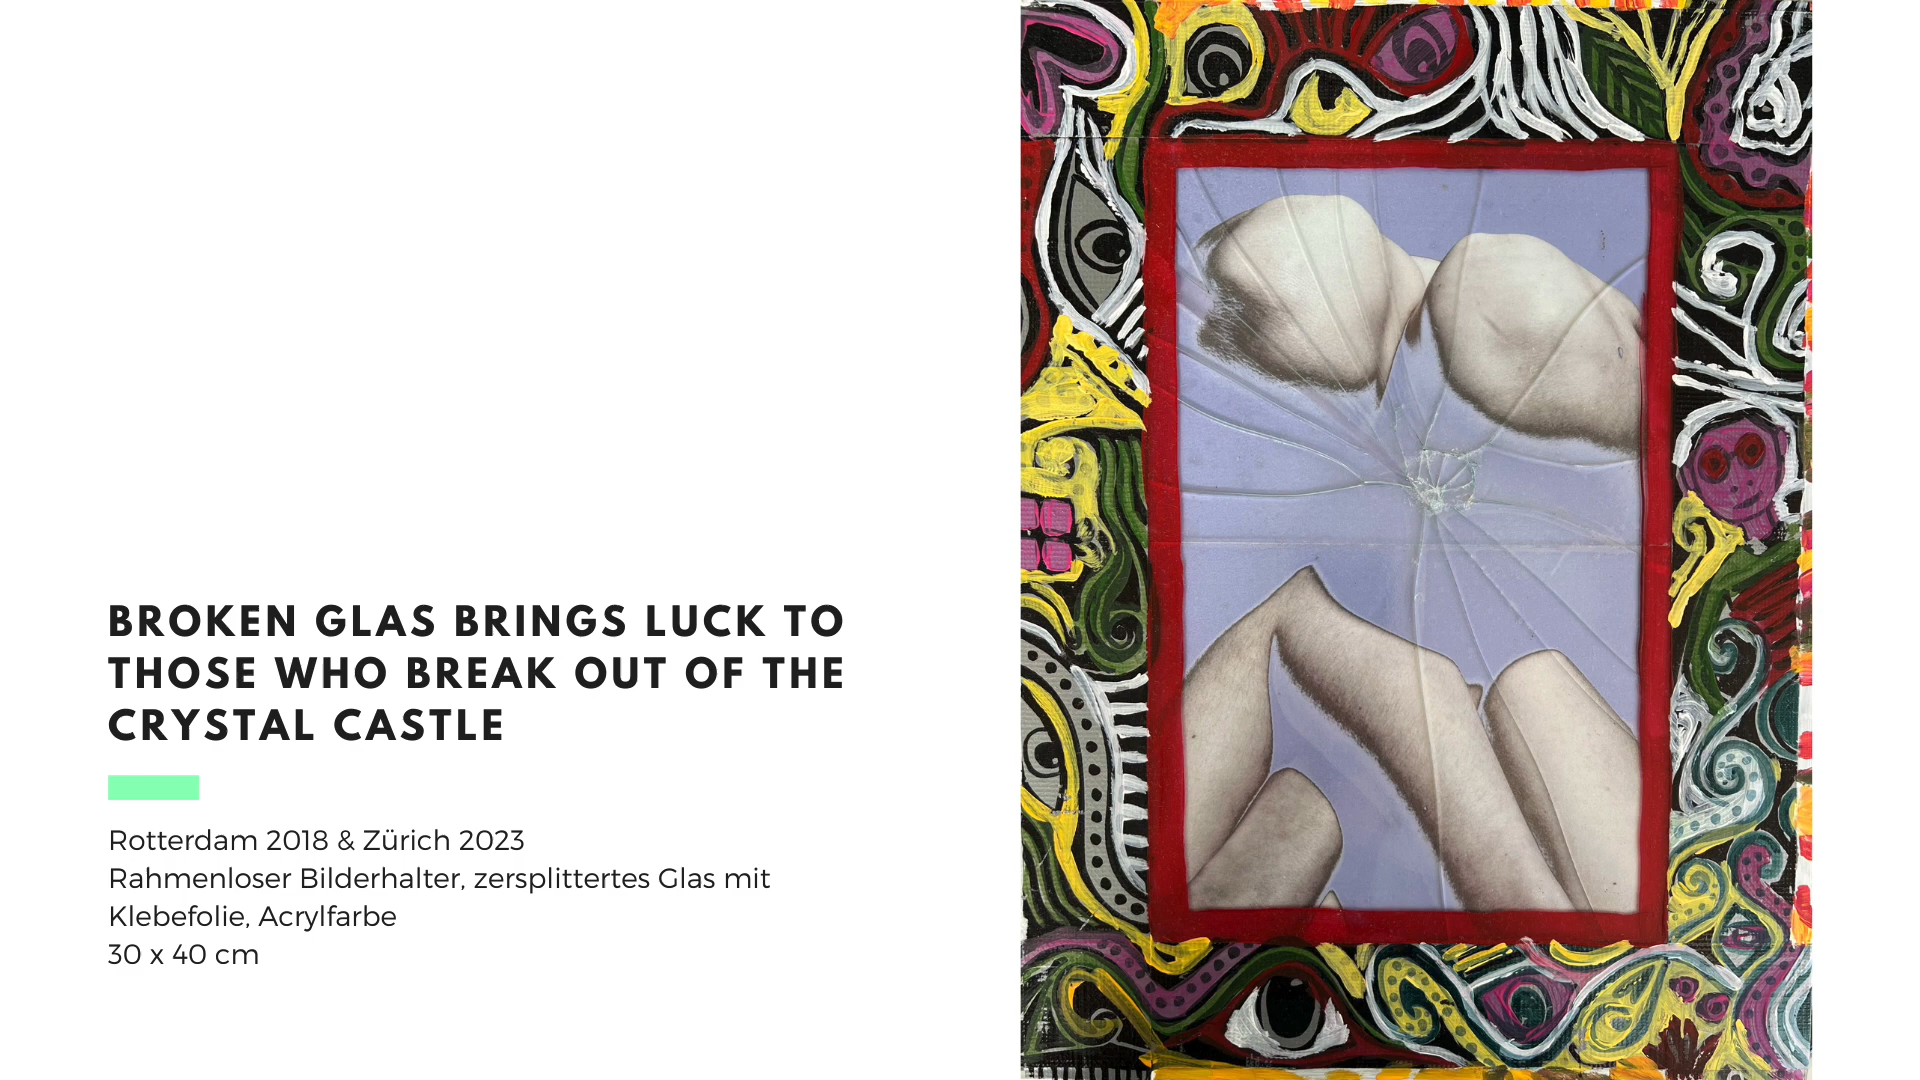 BROKEN GLAS BRINGS LUCK TO
THOSE WHO BREAK OUT OF THE
CRYSTAL CASTLE
Rotterdam 2018 & Zürich 2023
Rahmenloser Bilderhalter, zersplittertes Glas mit
Klebefolie, Acrylfarbe
30 x 40 cm